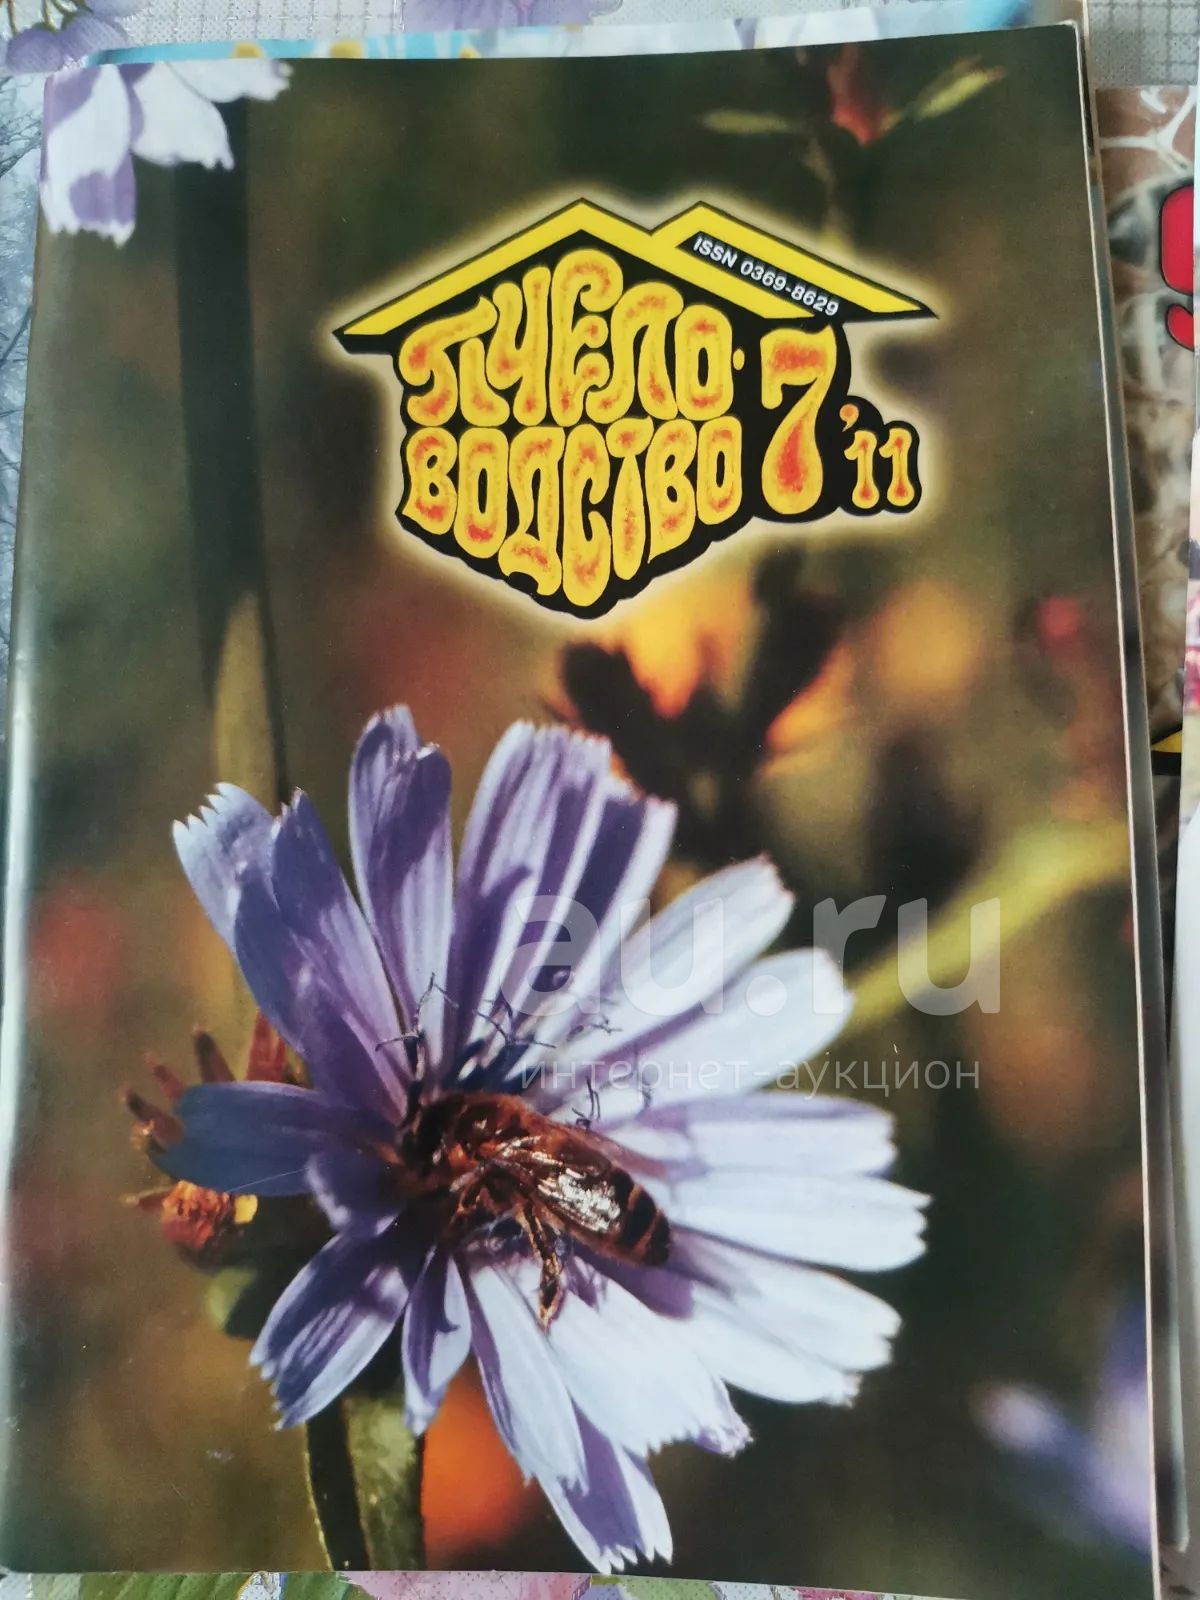 ISSN 0369-8629
ПЧЕЛО-
ВОДСТВО
7'11
au.ru
интернет-аукцион